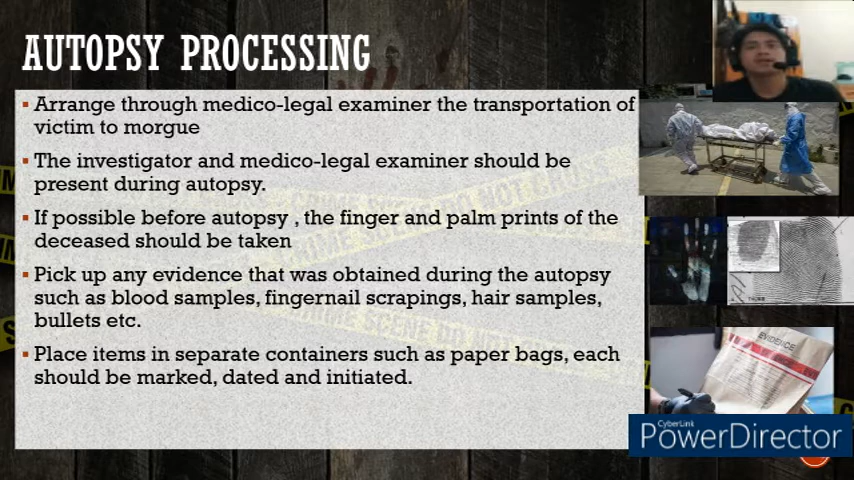 AUTOPSY PROCESSING
Arrange through medico-legal examiner the transportation of
victim to morgue
The investigator and medico-legal examiner should be
present during autopsy.
If possible before autopsy , the finger and palm prints of the
deceased should be taken
Pick up any evidence that was obtained during the autopsy
such as blood samples, fingernail scrapings, hair samples,
bullets etc.
Place items in separate containers such as paper bags, each
should be marked, dated and initiated.
EVIDENCE
CyberLink
PowerDirector